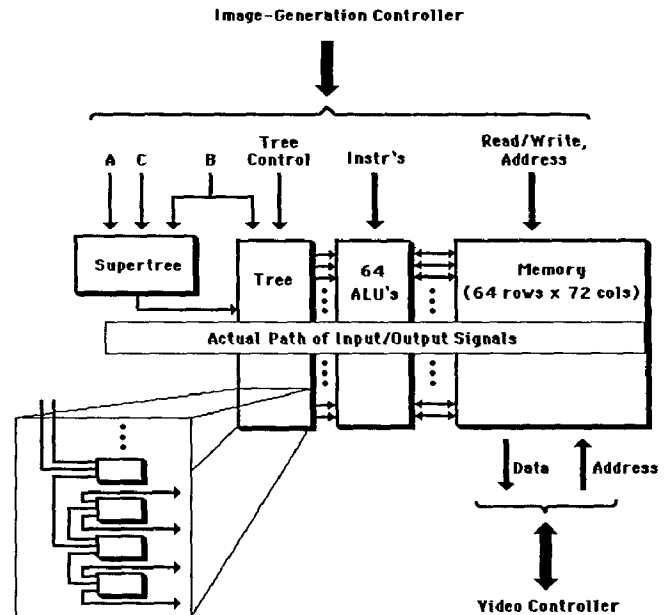 Image-Generation Controller
A C B Tree Control Instr's Read/Write, Address
Supertree
Tree
64 ALU's
Memory
(64 rows x 72 cols)
Actual Path of Input/Output Signals
Data
Address
Video Controller